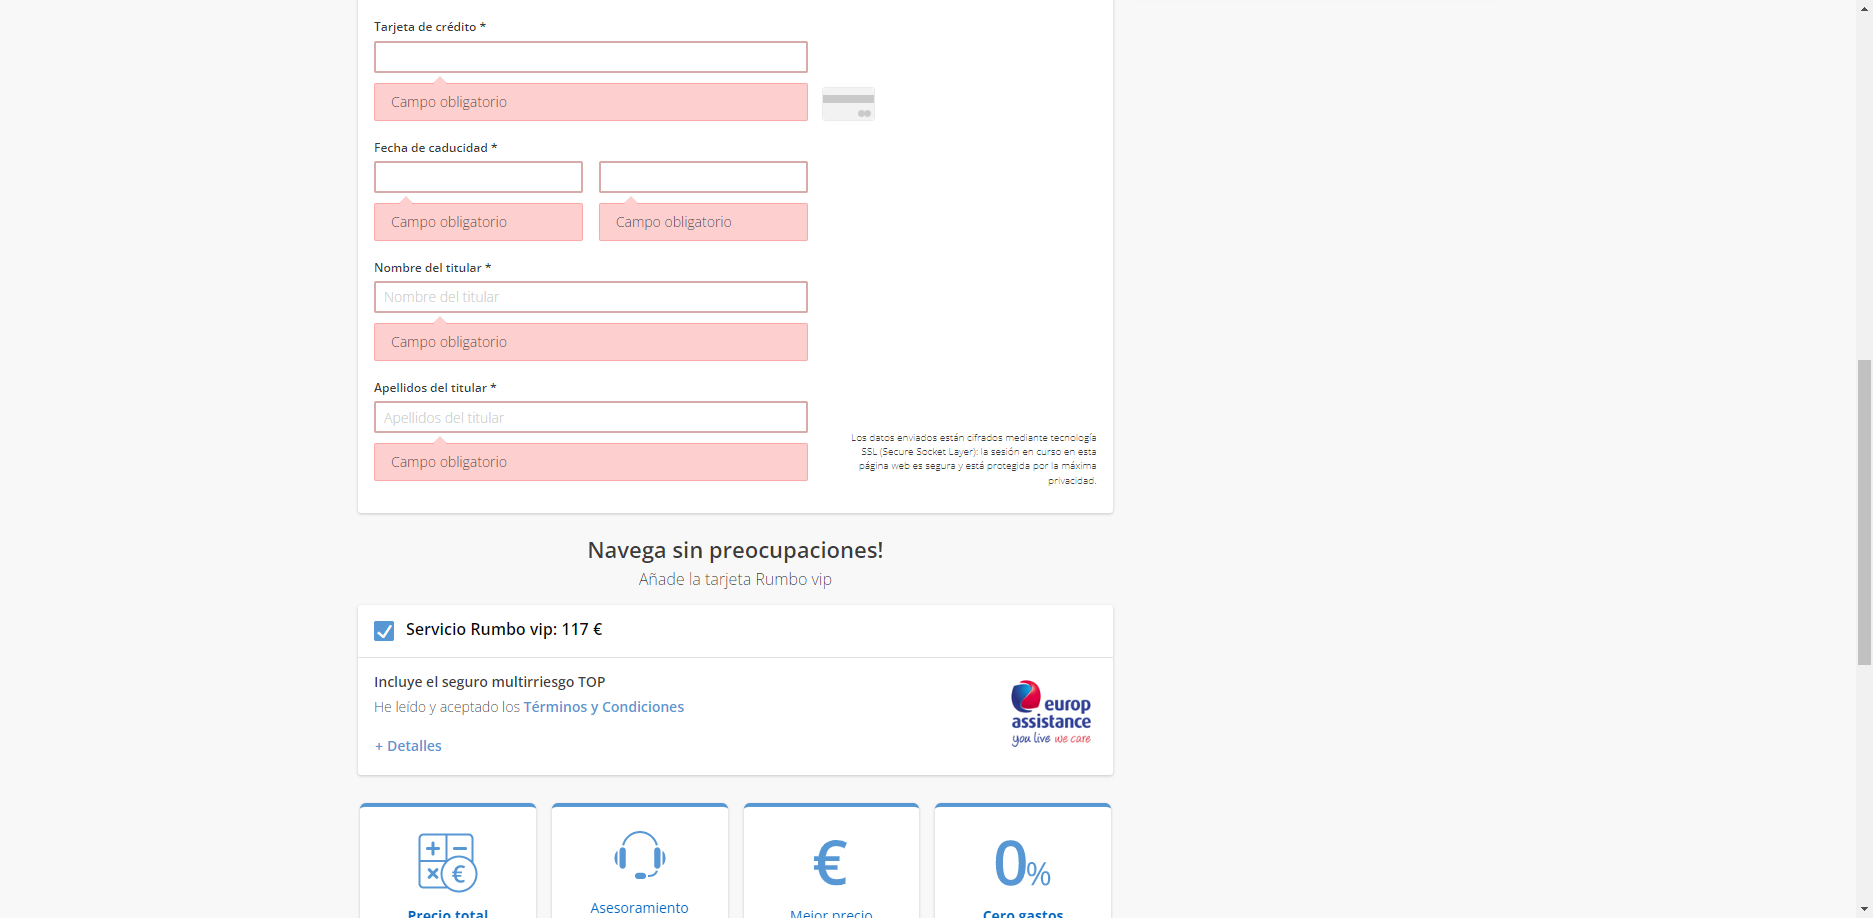 Tarjeta de crédito *
Campo obligatorio
Fecha de caducidad *
Campo obligatorio
Campo obligatorio
Nombre del titular *
Nombre del titular
Campo obligatorio
Apellidos del titular *
Apellidos del titular
Campo obligatorio
Los datos enviados están cifrados mediante tecnología
SSL (Secure Socket Layer): la sesión en curso en esta
página web es segura y está protegida por la máxima
privacidad.
Navega sin preocupaciones!
Añade la tarjeta Rumbo vip
Servicio Rumbo vip: 117 €
Incluye el seguro multirriesgo TOP
He leído y aceptado los Términos y Condiciones
+ Detalles
europ
assistance
you live we care
€
Precio total
Asesoramiento
€
Mejor precio
0%
Cero gastos